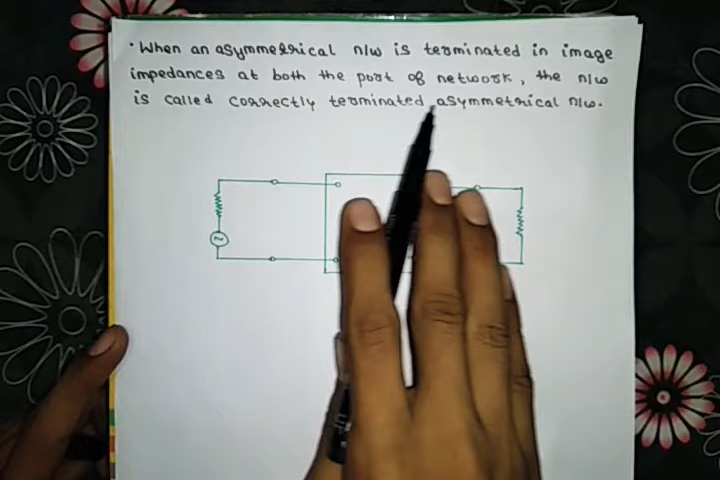 • When an asymmetrical n/w is terminated in image
impedances at both the port of network, the n/w
is called correctly terminated asymmetrical n/w.
~